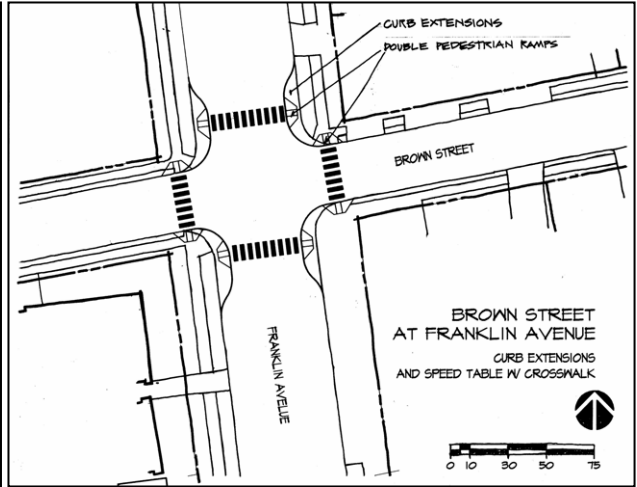 CURB EXTENSIONS
DOUBLE PEDESTRIAN RAMPS
BROWN STREET
FRANKLIN AVELUE
BROWN STREET
AT FRANKLIN AVENUE
CURB EXTENSIONS
AND SPEED TABLE W/ CROSSWALK
0 10 30 50 75